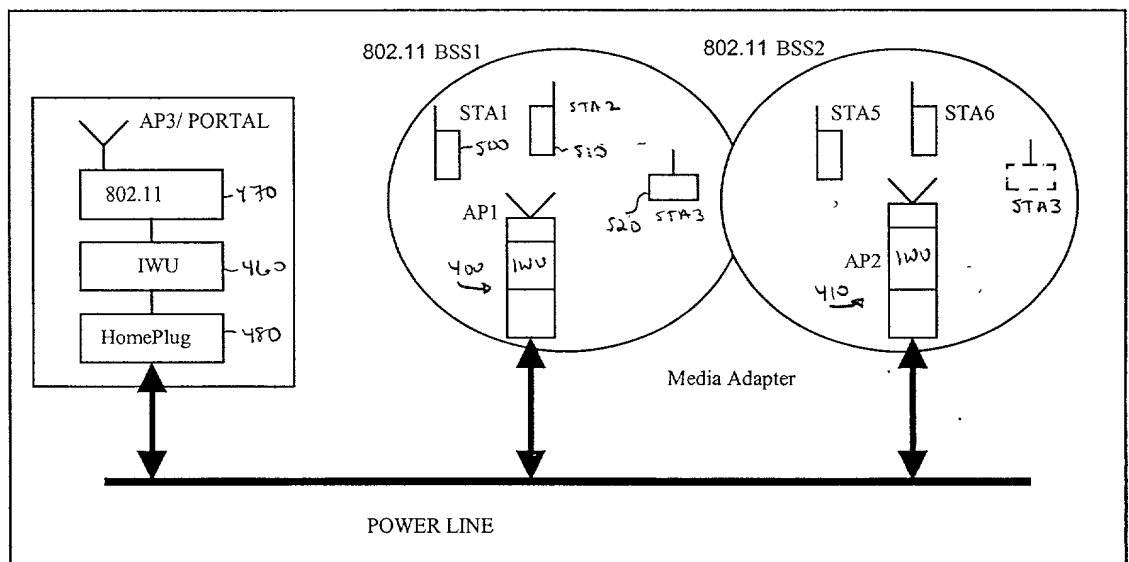 802.11 BSS1
802.11 BSS2
AP3/ PORTAL
STA1
STA2
STA5
STA6
500
510
802.11
470
AP1
520
STA3
STA3
IWU
460
400
IWU
AP2
IWU
410
HomePlug
480
Media Adapter
POWER LINE